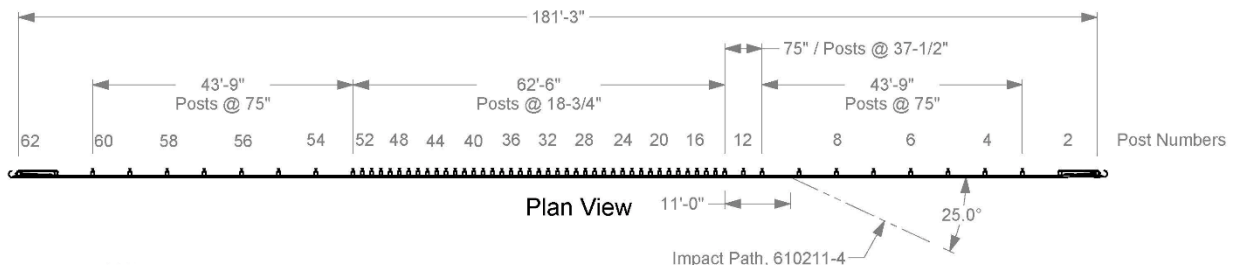 181'-3"
75" / Posts @ 37-1/2"
43'-9"
Posts @ 75"
62'-6"
Posts @ 18-3/4"
43'-9"
Posts @ 75"
62 60 58 56 54 52 48 44 40 36 32 28 24 20 16 12 8 6 4 2 Post Numbers
Plan View
11'-0"
25.0°
Impact Path, 610211-4